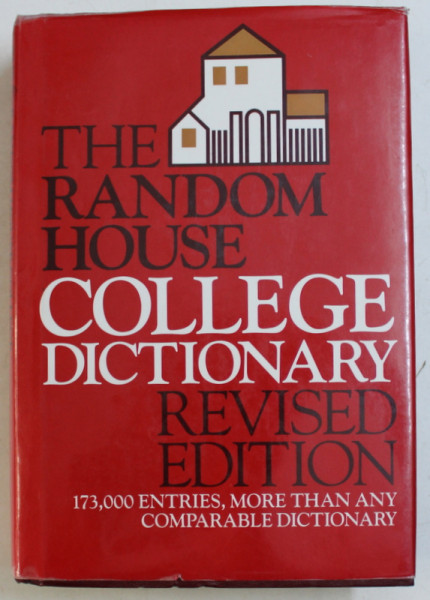 THE
RANDOM
HOUSE
COLLEGE
DICTIONARY
REVISED
EDITION
173,000 ENTRIES, MORE THAN ANY
COMPARABLE DICTIONARY